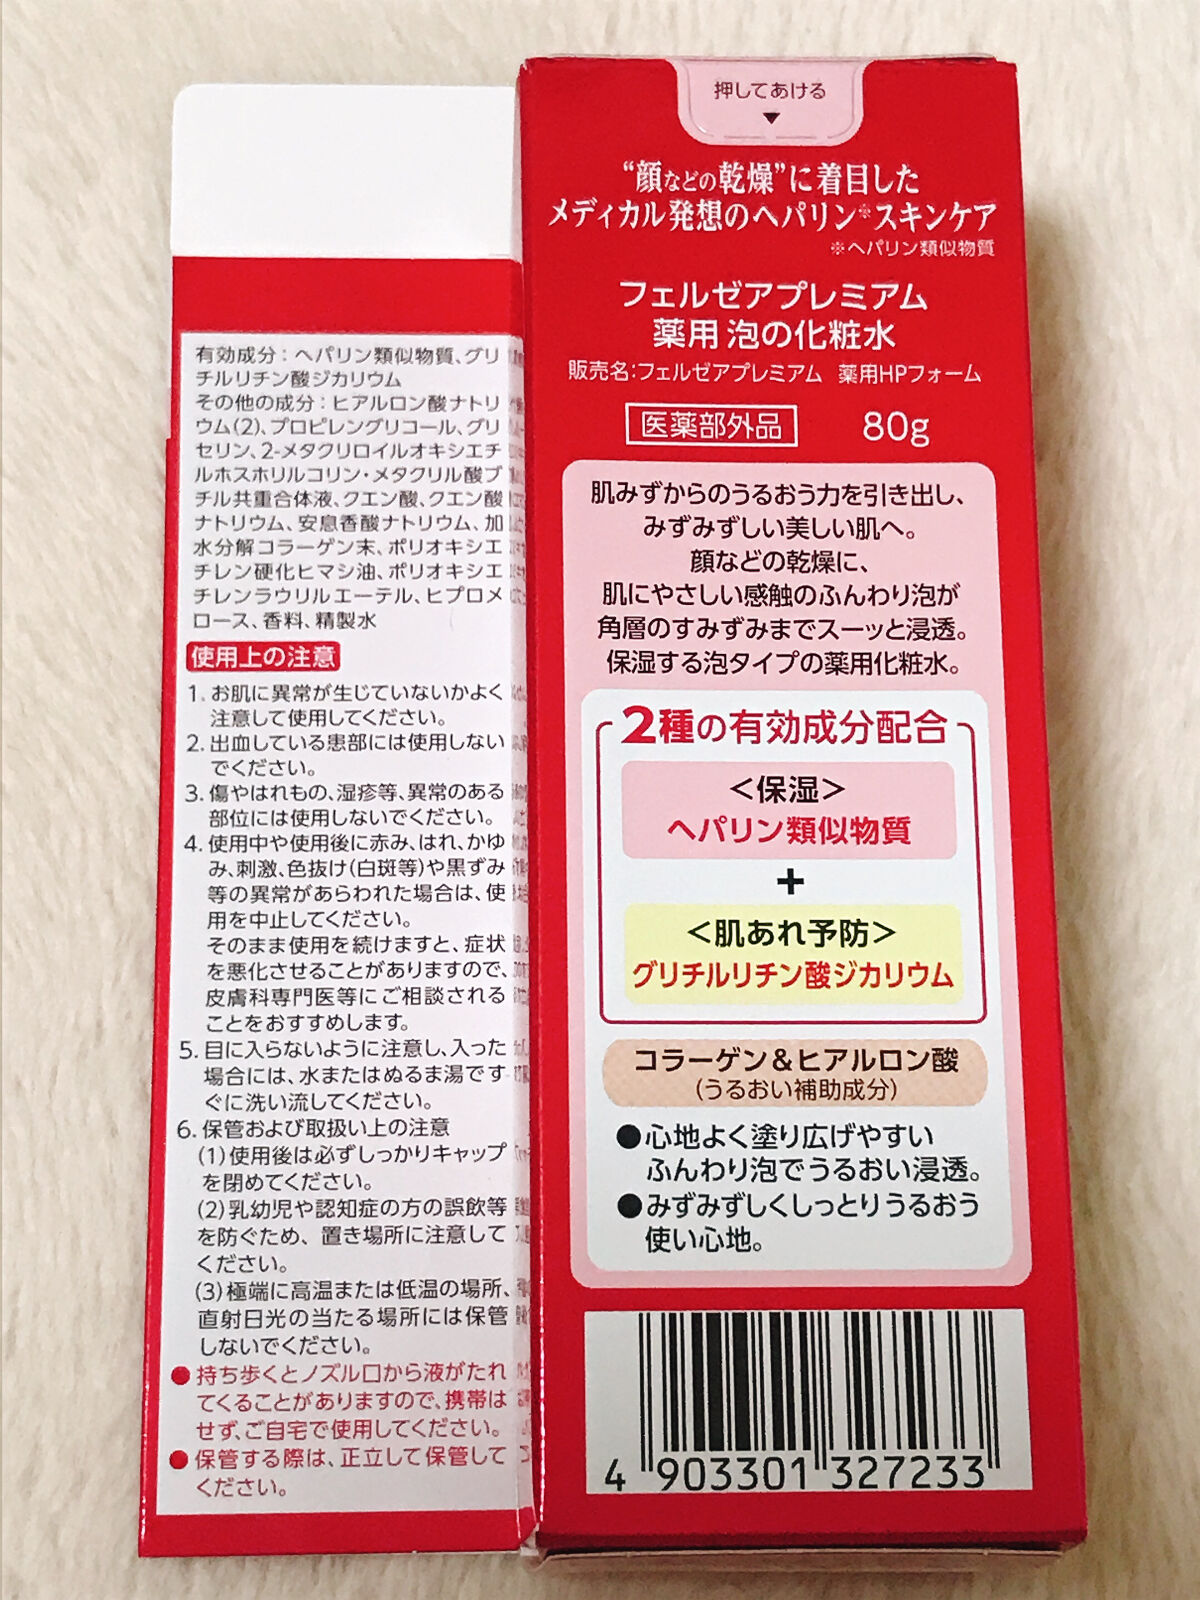 有効成分：ヘパリン類似物質、グリ
チルリチン酸ジカリウム
その他の成分：ヒアルロン酸ナトリ
ウム(2)、プロピレングリコール、グリ
セリン、2-メタクリロイルオキシエチ
ルホスホリルコリン・メタクリル酸ブ
チル共重合体液、クエン酸、クエン酸
ナトリウム、安息香酸ナトリウム、加
水分解コラーゲン末、ポリオキシエ
チレン硬化ヒマシ油、ポリオキシエ
チレンラウリルエーテル、ヒプロメ
ロース、香料、精製水
使用上の注意
1. お肌に異常が生じていないかよく
注意して使用してください。
2. 出血している患部には使用しない
でください。
3. 傷やはれもの、湿疹等、異常のある
部位には使用しないでください。
4. 使用中や使用後に赤み、はれ、かゆ
み、刺激、色抜け(白斑等)や黒ずみ
等の異常があらわれた場合は、使
用を中止してください。
そのまま使用を続けますと、症状
を悪化させることがありますので、
皮膚科専門医等にご相談される
ことをおすすめします。
5. 目に入らないように注意し、入った
場合には、水またはぬるま湯です
ぐに洗い流してください。
6. 保管および取扱い上の注意
(1)使用後は必ずしっかりキャップ
を閉めてください。
(2)乳幼児や認知症の方の誤飲等
を防ぐため、置き場所に注意して
ください。
(3)極端に高温または低温の場所、
直射日光の当たる場所には保管
しないでください。
●持ち歩くとノズル口から液がたれ
てくることがありますので、携帯は
せず、ご自宅で使用してください。
●保管する際は、正立して保管して
ください。
押してあける
▼
“顔などの乾燥”に着目した
メディカル発想のヘパリン※スキンケア
※ヘパリン類似物質
フェルゼアプレミアム
薬用 泡の化粧水
販売名：フェルゼアプレミアム 薬用HPフォーム
医薬部外品 80g
肌みずからのうるおう力を引き出し、
みずみずしい美しい肌へ。
顔などの乾燥に、
肌にやさしい感触のふんわり泡が
角層のすみずみまでスーッと浸透。
保湿する泡タイプの薬用化粧水。
2種の有効成分配合
＜保湿＞
ヘパリン類似物質
+
＜肌あれ予防＞
グリチルリチン酸ジカリウム
コラーゲン＆ヒアルロン酸
(うるおい補助成分)
●心地よく塗り広げやすい
ふんわり泡でうるおい浸透。
●みずみずしくしっとりうるおう
使い心地。
4 903301 327233